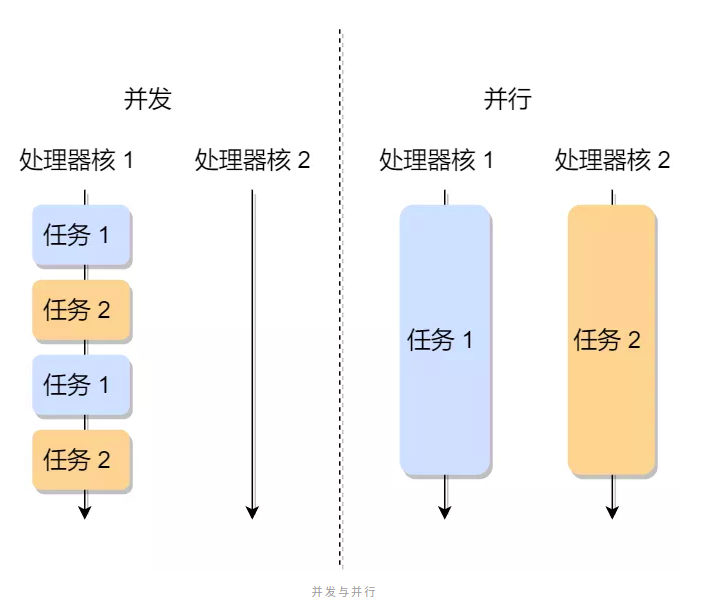 并发
处理器核 1
处理器核 2
任务 1
任务 2
任务 1
任务 2
并行
处理器核 1
处理器核 2
任务 1
任务 2
并发与并行